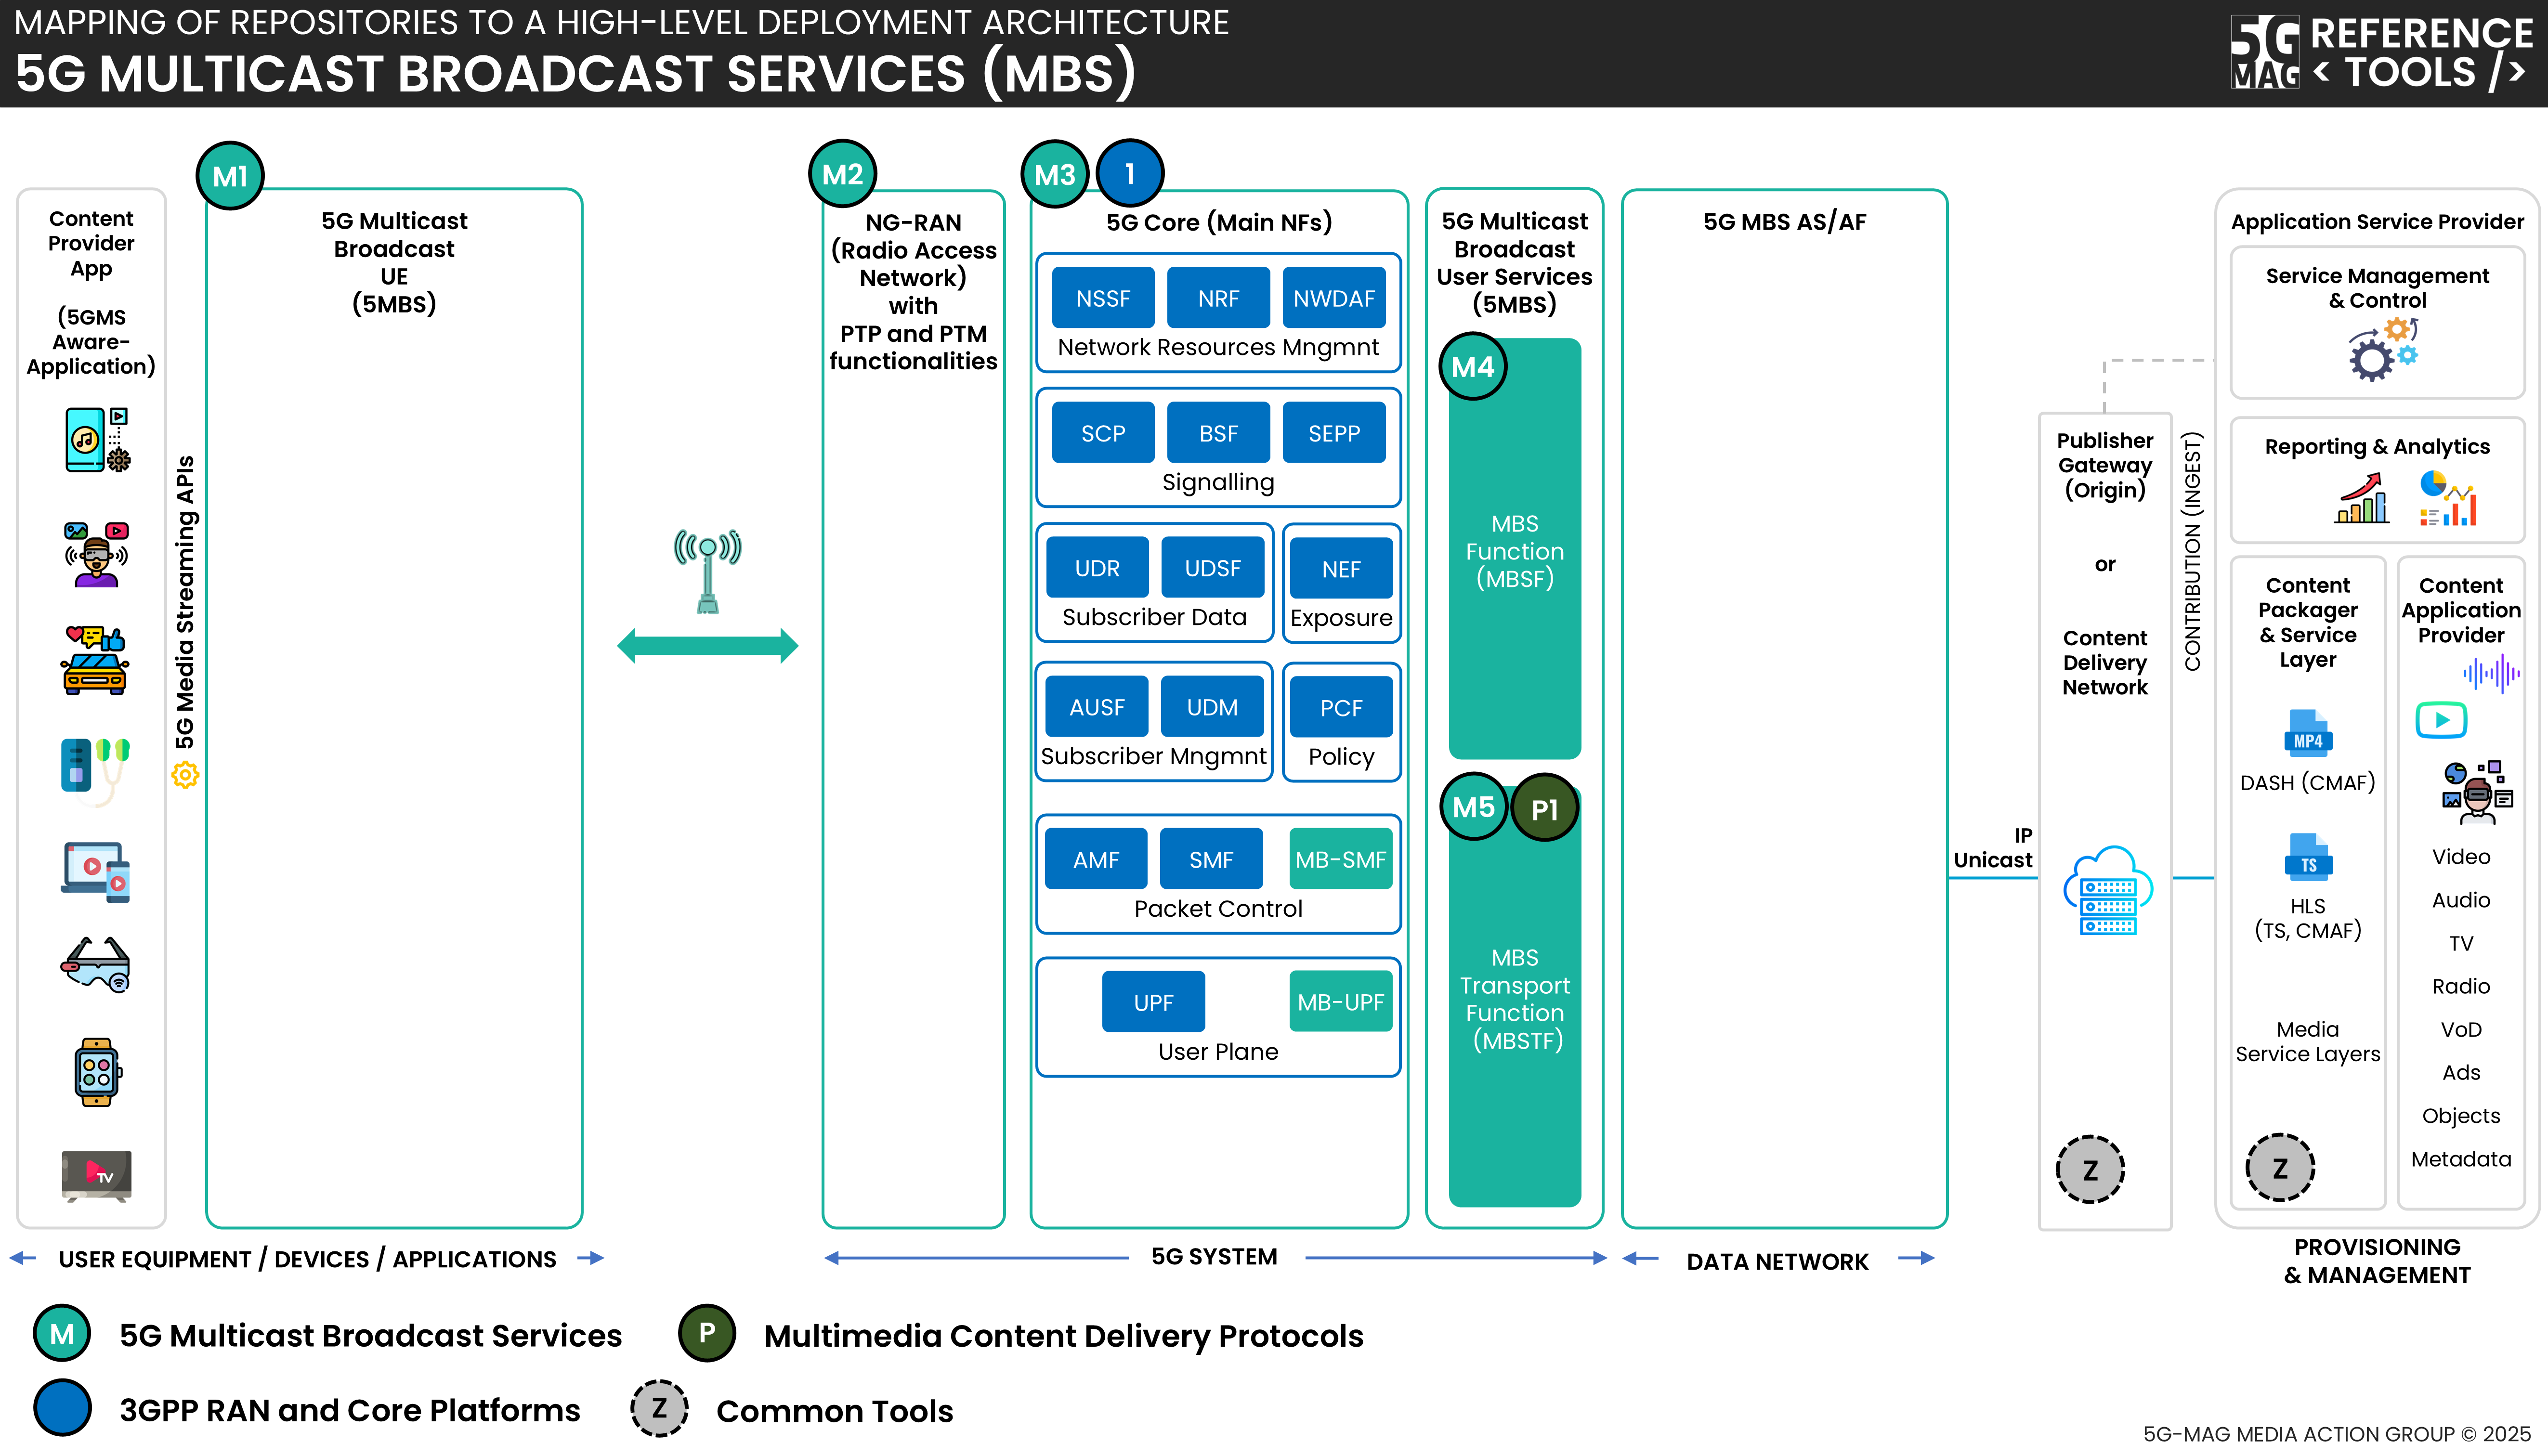 MAPPING OF REPOSITORIES TO A HIGH-LEVEL DEPLOYMENT ARCHITECTURE
5G MULTICAST BROADCAST SERVICES (MBS)
5G
MAG
REFERENCE
< TOOLS />
M1
M2
M3
1
Content
Provider
App
(5GMS
Aware-
Application)
TV
5G Media Streaming APIs
5G Multicast
Broadcast
UE
(5MBS)
NG-RAN
(Radio Access
Network)
with
PTP and PTM
functionalities
5G Core (Main NFs)
NSSF NRF NWDAF
Network Resources Mngmnt
SCP BSF SEPP
Signalling
UDR UDSF
Subscriber Data
NEF
Exposure
AUSF UDM
Subscriber Mngmnt
PCF
Policy
AMF SMF MB-SMF
Packet Control
UPF MB-UPF
User Plane
5G Multicast
Broadcast
User Services
(5MBS)
M4
MBS
Function
(MBSF)
M5
P1
MBS
Transport
Function
(MBSTF)
5G MBS AS/AF
IP
Unicast
Publisher
Gateway
(Origin)
or
Content
Delivery
Network
Z
CONTRIBUTION (INGEST)
Application Service Provider
Service Management
& Control
Reporting & Analytics
Content
Packager
& Service
Layer
MP4
DASH (CMAF)
TS
HLS
(TS, CMAF)
Media
Service Layers
Z
Content
Application
Provider
Video
Audio
TV
Radio
VoD
Ads
Objects
Metadata
USER EQUIPMENT / DEVICES / APPLICATIONS
5G SYSTEM
DATA NETWORK
PROVISIONING
& MANAGEMENT
M 5G Multicast Broadcast Services
P Multimedia Content Delivery Protocols
3GPP RAN and Core Platforms
Z Common Tools
5G-MAG MEDIA ACTION GROUP © 2025